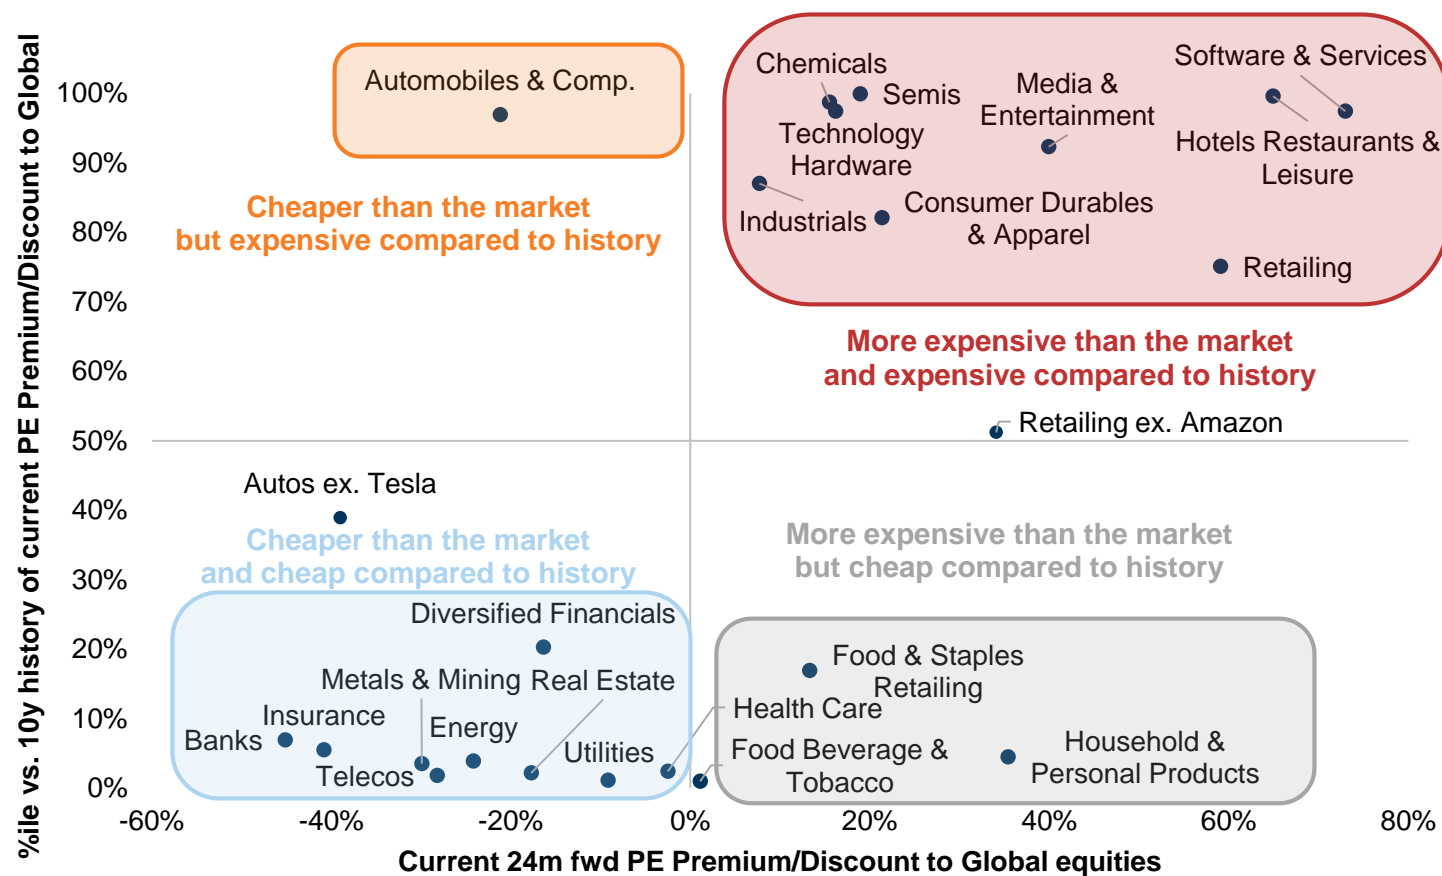 %ile vs. 10y history of current PE Premium/Discount to Global
100%
90%
80%
70%
60%
50%
40%
30%
20%
10%
0%
Automobiles & Comp.
Cheaper than the market
but expensive compared to history
Chemicals
Semis
Technology
Hardware
Media &
Entertainment
Software & Services
Hotels Restaurants &
Leisure
Industrials
Consumer Durables
& Apparel
Retailing
More expensive than the market
and expensive compared to history
Retailing ex. Amazon
Autos ex. Tesla
Cheaper than the market
and cheap compared to history
More expensive than the market
but cheap compared to history
Diversified Financials
Metals & Mining
Real Estate
Insurance
Energy
Banks
Telecos
Utilities
Health Care
Food Beverage &
Tobacco
Food & Staples
Retailing
Household &
Personal Products
-60%
-40%
-20%
0%
20%
40%
60%
80%
Current 24m fwd PE Premium/Discount to Global equities